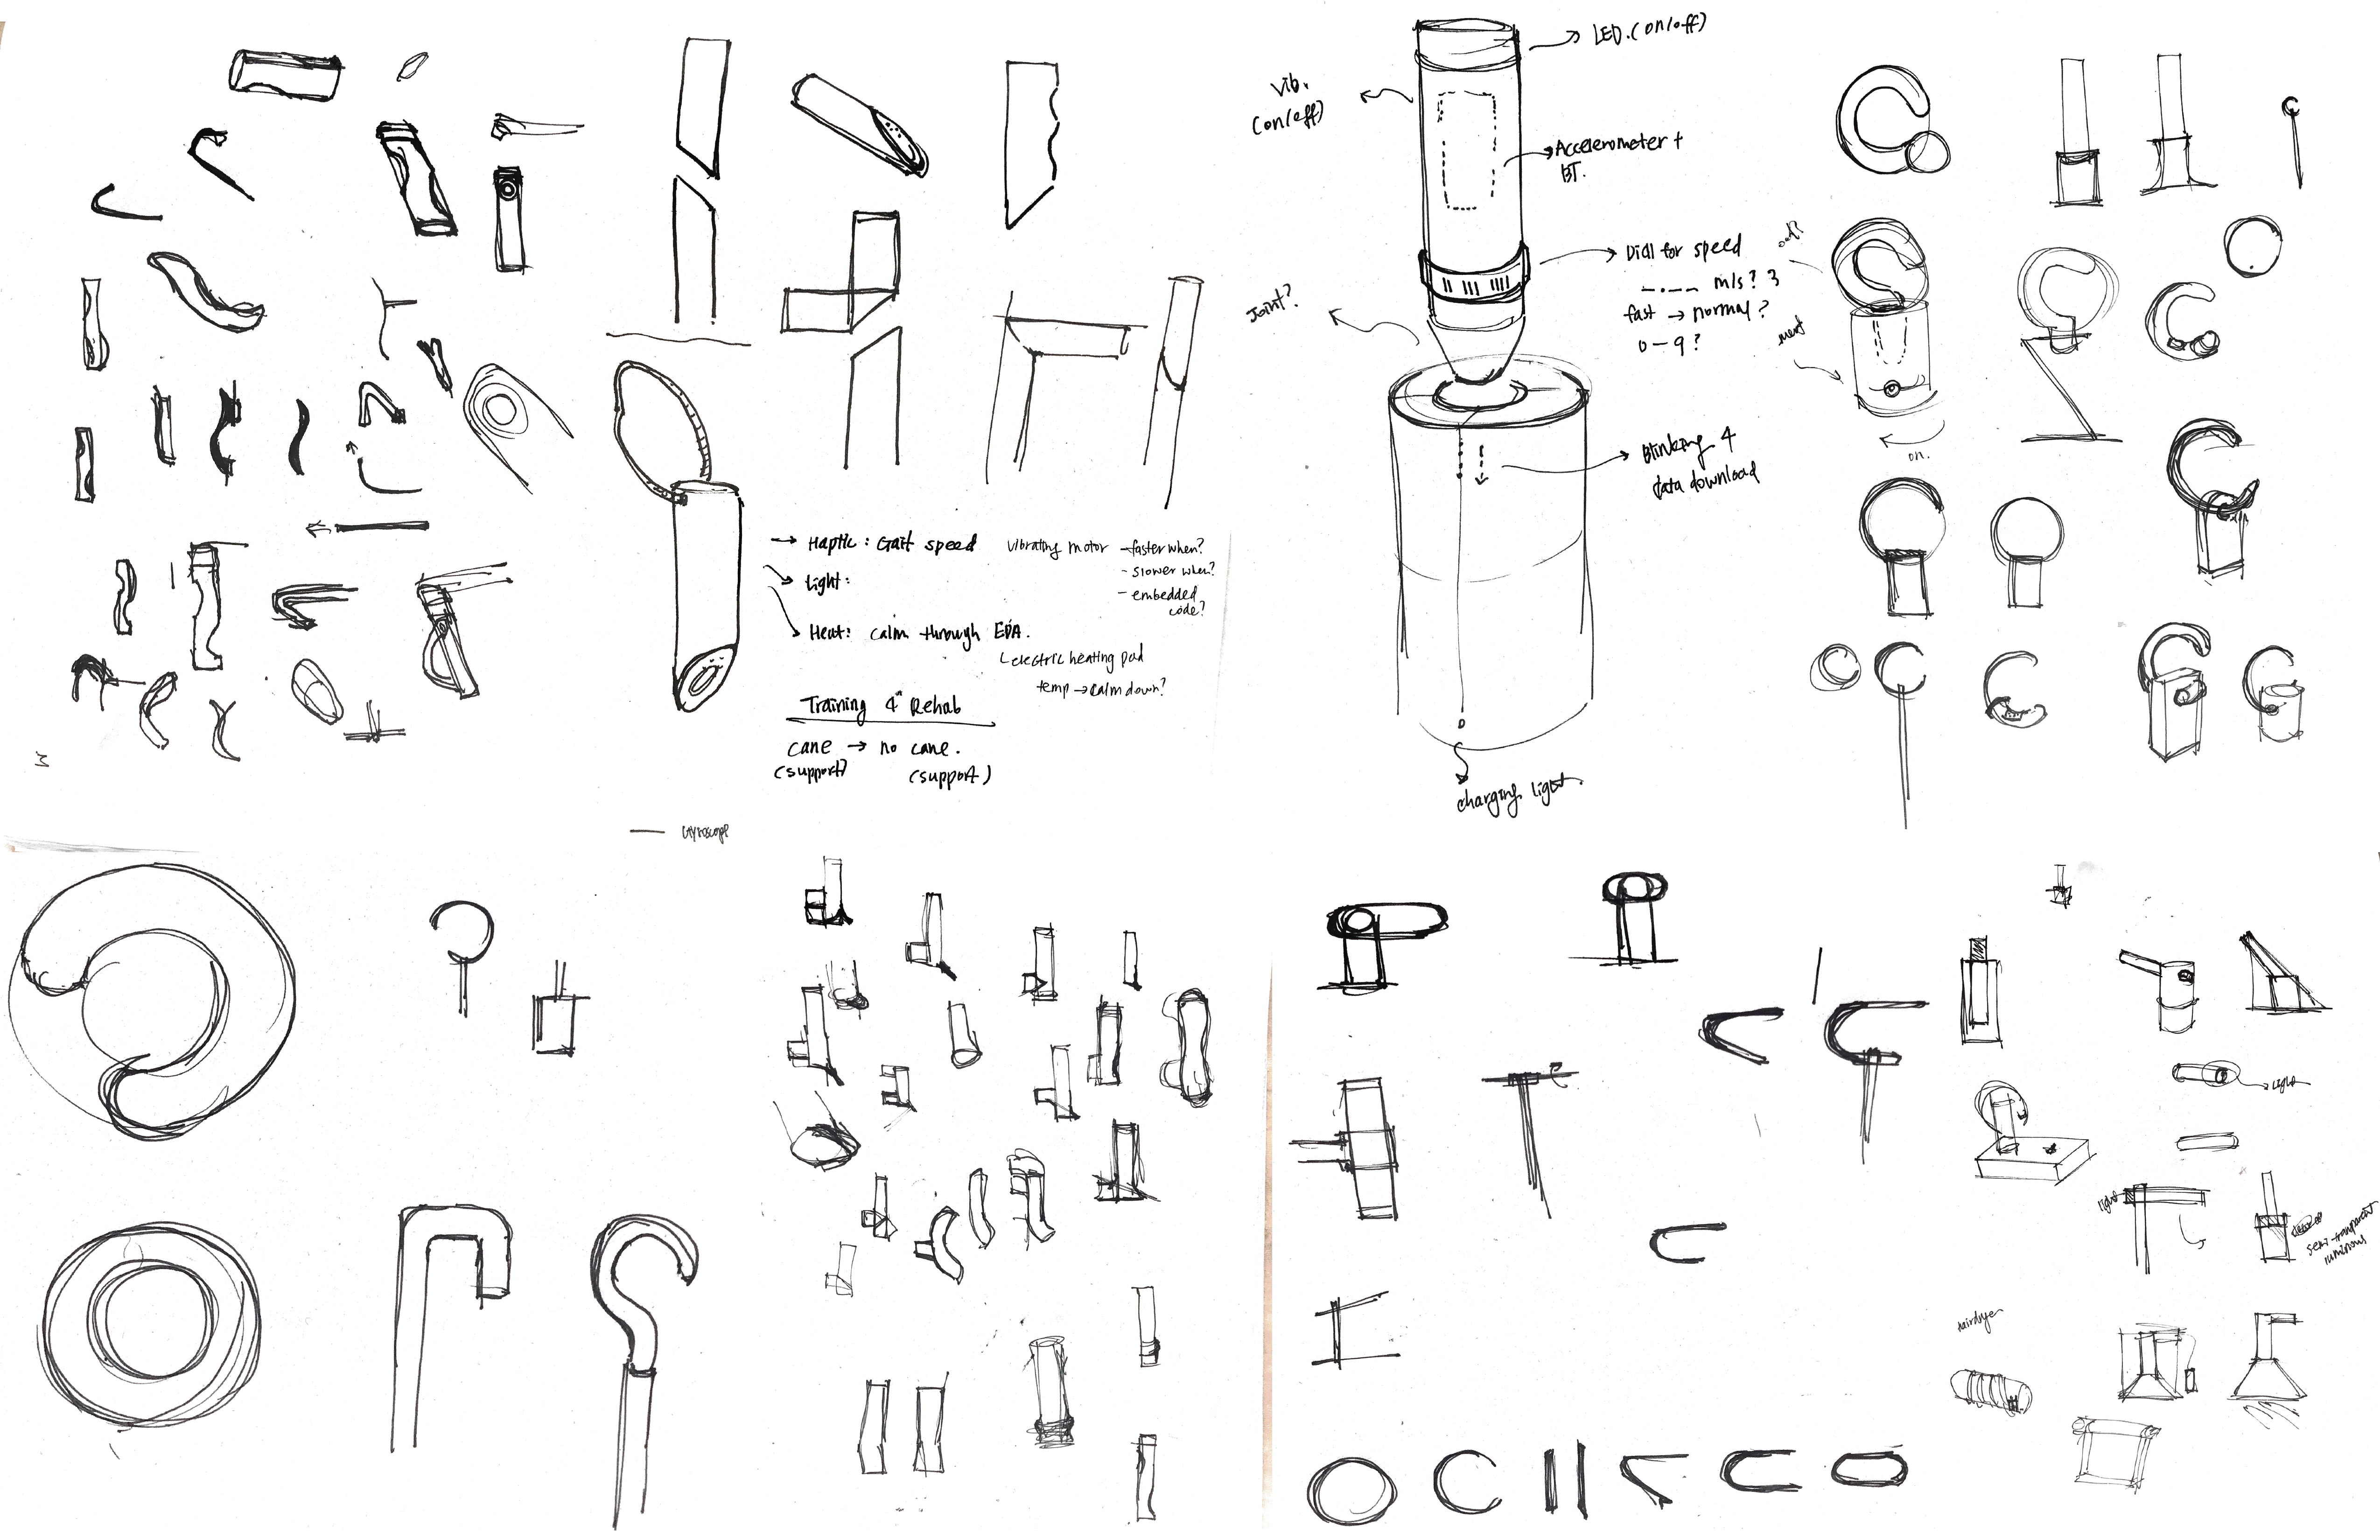 LED. (on/off)
Vib.
(on/off)
Accelerometer +
BT.
Dial for speed
m/s? 3
fast → normal?
0 – 9?
Joint?
Blinking 4
data download
charging light.
on.
→ Haptic : Gait speed
vibrating motor – faster when?
- slower when?
- embedded
code?
→ Light :
→ Heat : calm through EDA.
electric heating pad
temp → calm down?
Training 4 Rehab
cane → no cane.
(support) (support)
— Gyroscope
Light
light
semi-transparent
luminous
hairdryer